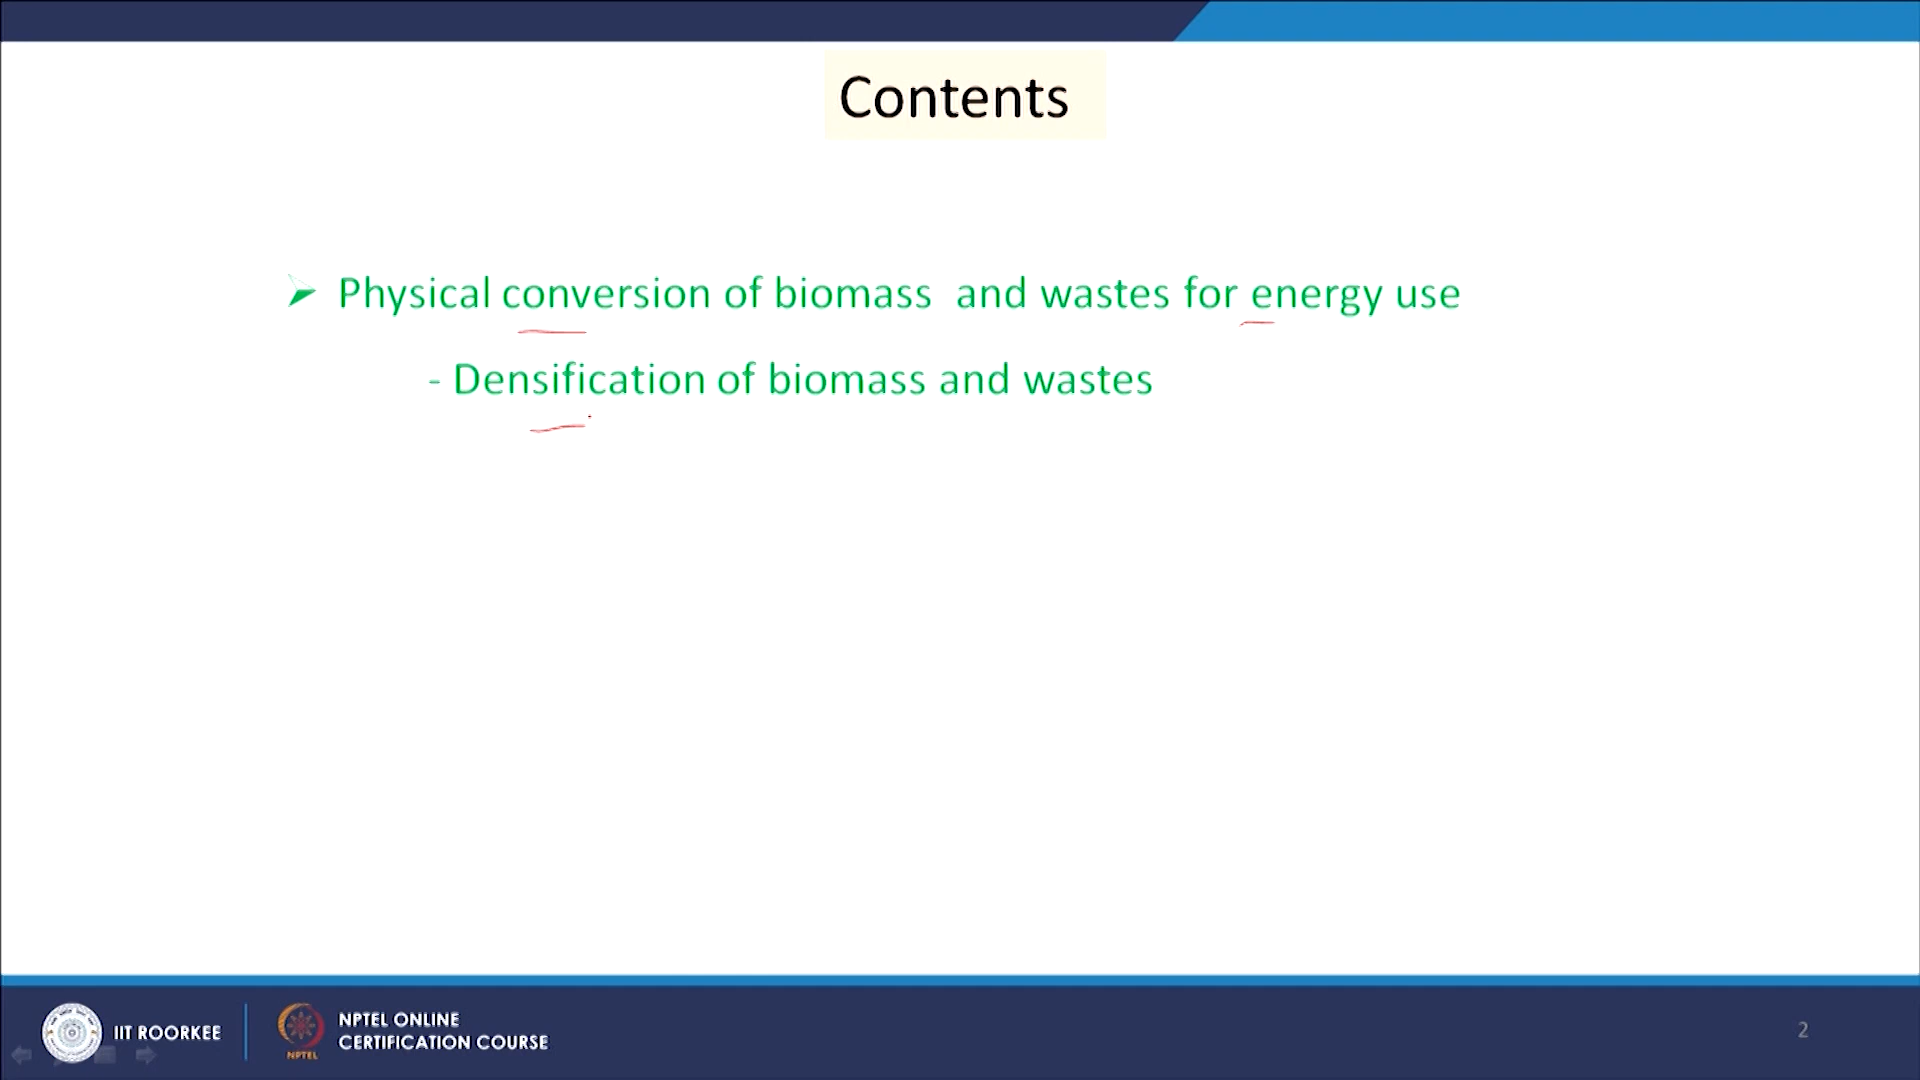 Contents
Physical conversion of biomass and wastes for energy use
- Densification of biomass and wastes
IIT ROORKEE
NPTEL
NPTEL ONLINE
CERTIFICATION COURSE
2